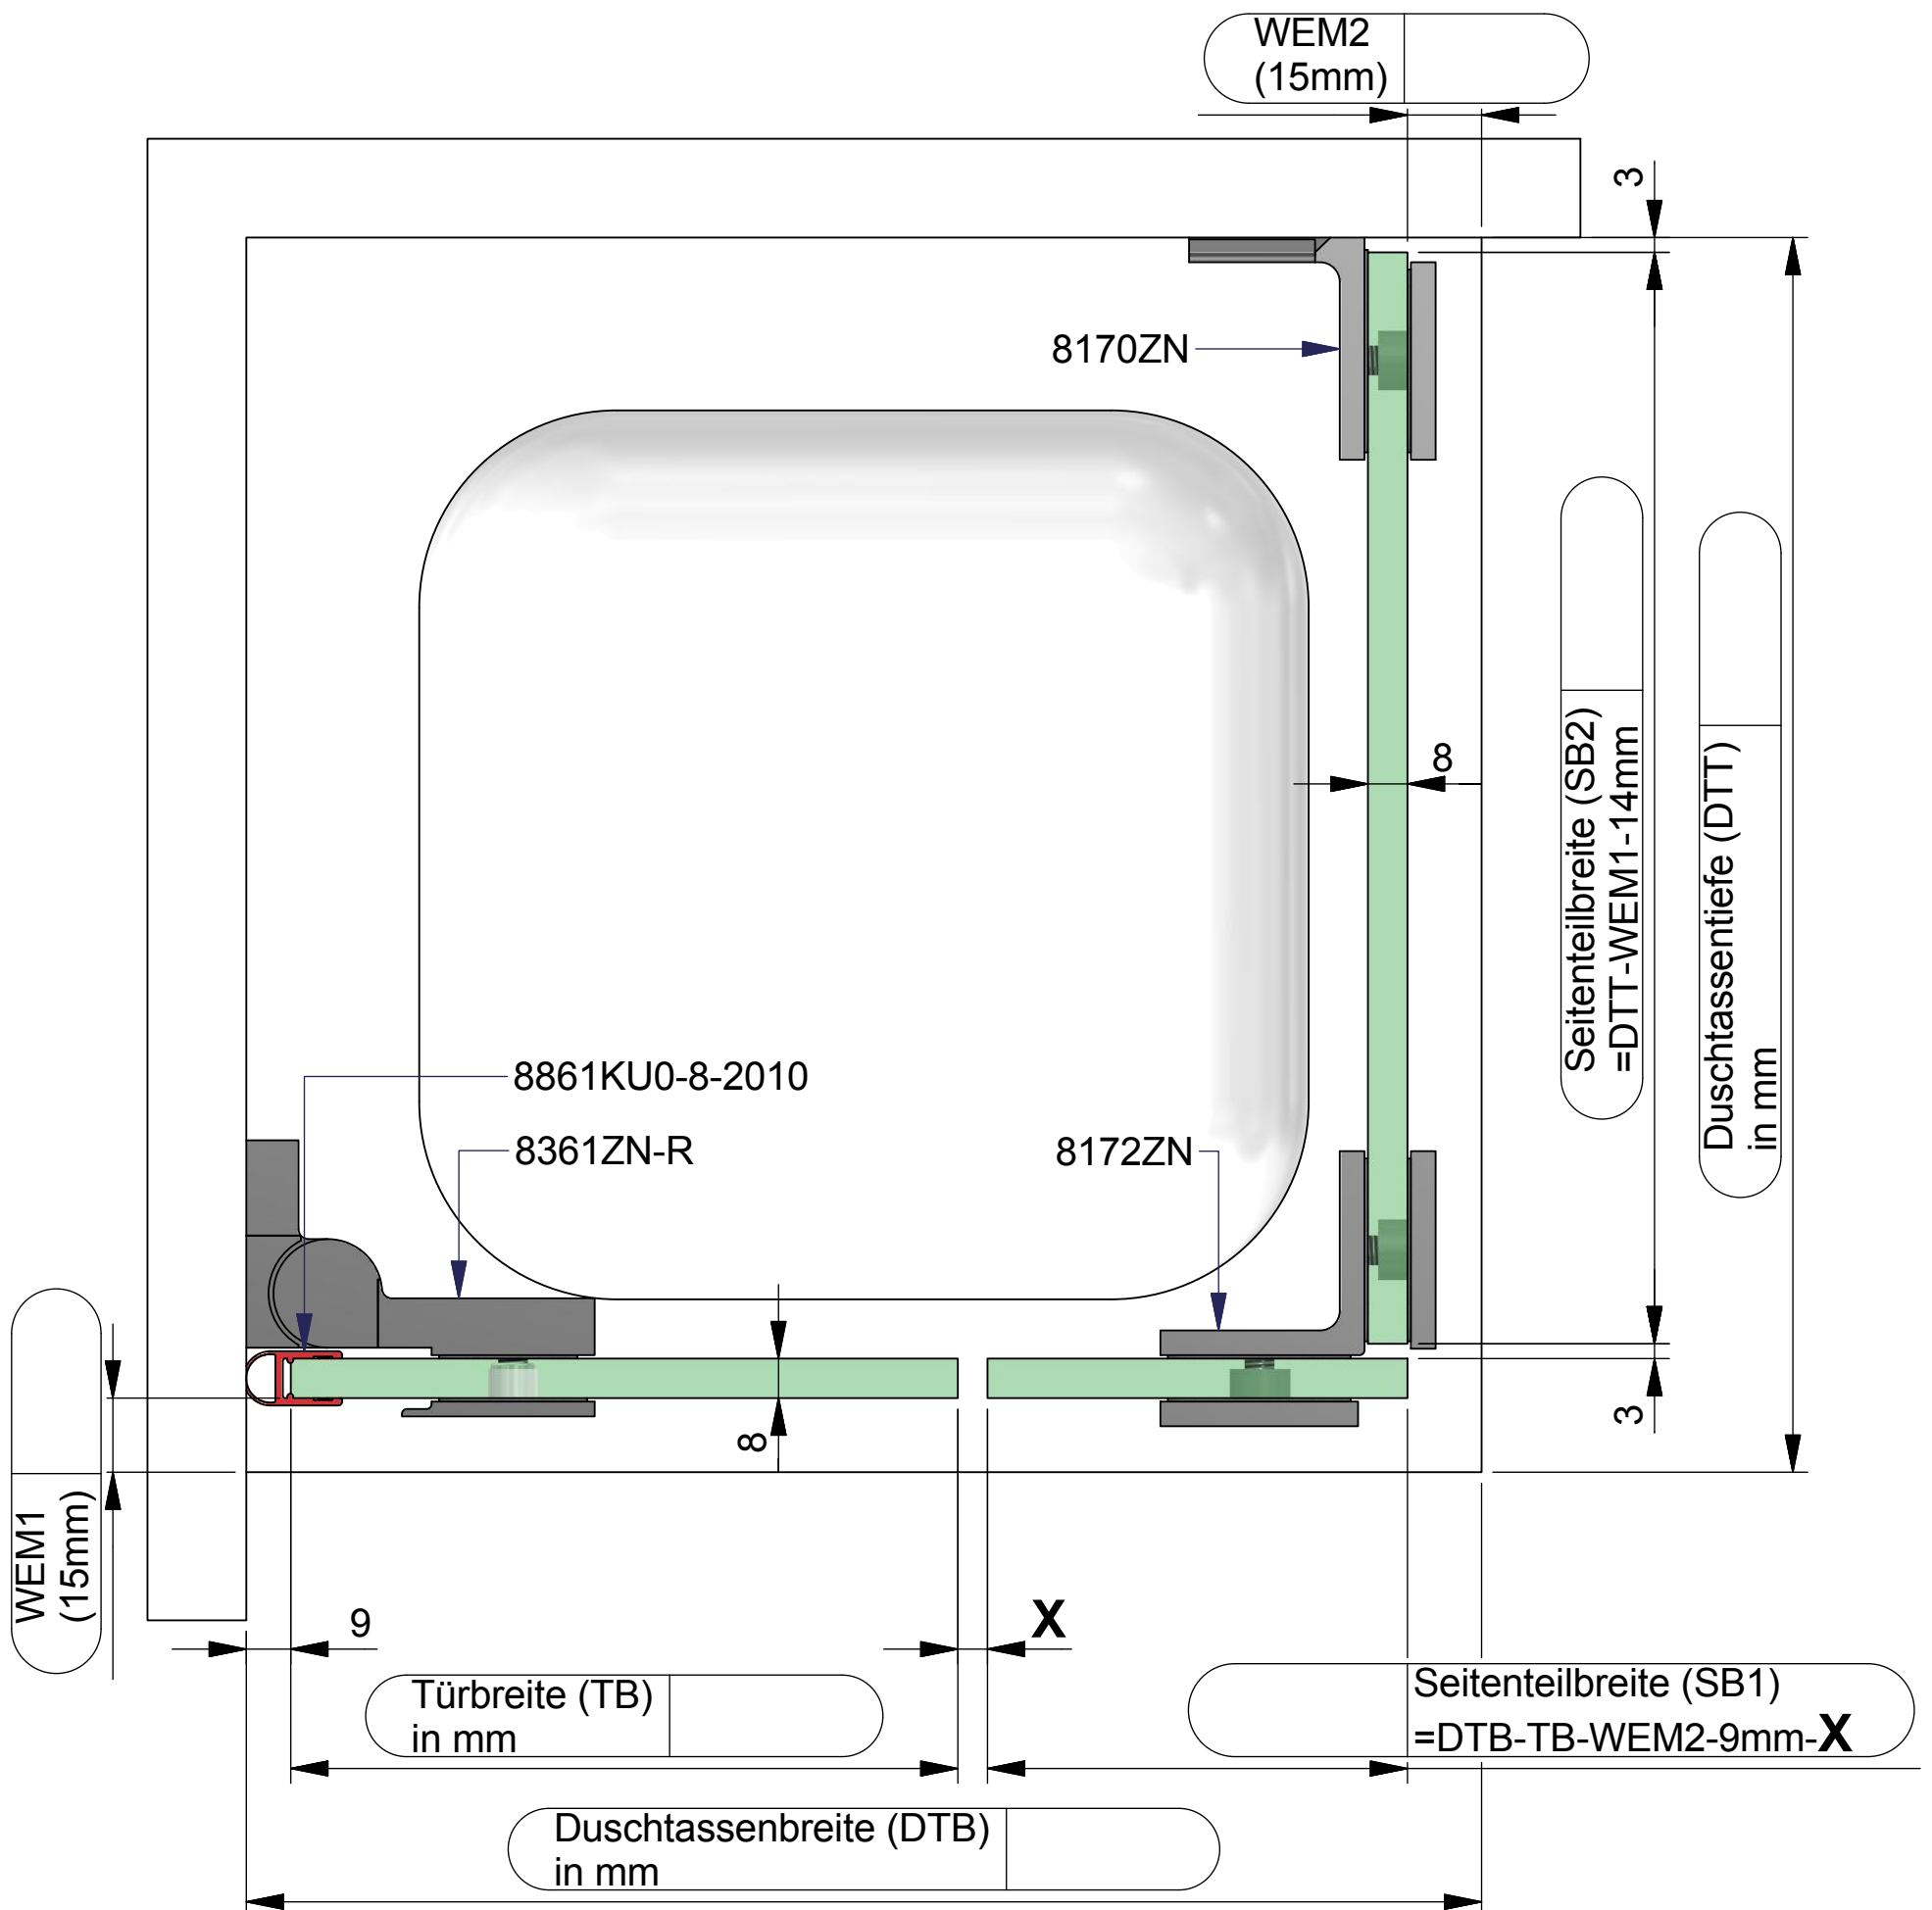 WEM2
(15mm)
3
8170ZN
8
Seitenteilbreite (SB2)
=DTT-WEM1-14mm
Duschtassentiefe (DTT)
in mm
8861KU0-8-2010
8361ZN-R
8172ZN
WEM1
(15mm)
8
3
9
X
Türbreite (TB)
in mm
Seitenteilbreite (SB1)
=DTB-TB-WEM2-9mm-X
Duschtassenbreite (DTB)
in mm